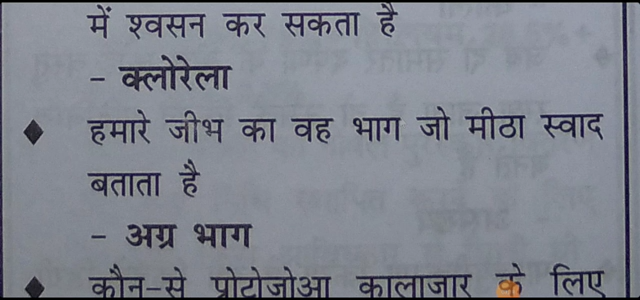 में श्वसन कर सकता है
– क्लोरेला
◆ हमारे जीभ का वह भाग जो मीठा स्वाद
बताता है
– अग्र भाग
◆ कौन-से प्रोटोजोआ कालाजार के लिए